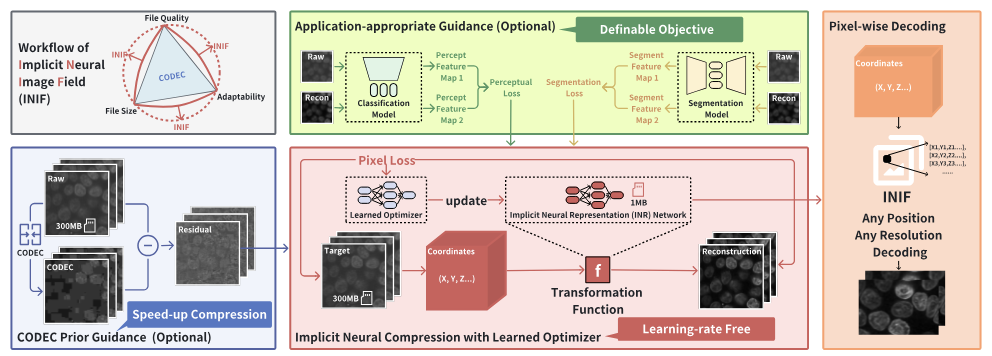 Workflow of
Implicit Neural
Image Field
(INIF)
File Quality
INIF
INIF
CODEC
File Size
Adaptability
INIF
Application-appropriate Guidance (Optional)
Definable Objective
Raw
Recon
Classification
Model
Percept
Feature
Map 1
Percept
Feature
Map 2
Perceptual
Loss
Segmentation
Loss
Segment
Feature
Map 1
Segment
Feature
Map 2
Segmentation
Model
Raw
Recon
Pixel-wise Decoding
Coordinates
(X, Y, Z...)
[X1,Y1,Z1....],
[X2,Y2,Z2....],
[X3,Y3,Z3....],
......
INIF
Any Position
Any Resolution
Decoding
Raw
300MB
CODEC
CODEC
Residual
Speed-up Compression
CODEC Prior Guidance (Optional)
Pixel Loss
Learned Optimizer
update
1MB
Implicit Neural Representation (INR) Network
Target
300MB
Coordinates
(X, Y, Z...)
f
Transformation
Function
Reconstruction
Implicit Neural Compression with Learned Optimizer
Learning-rate Free